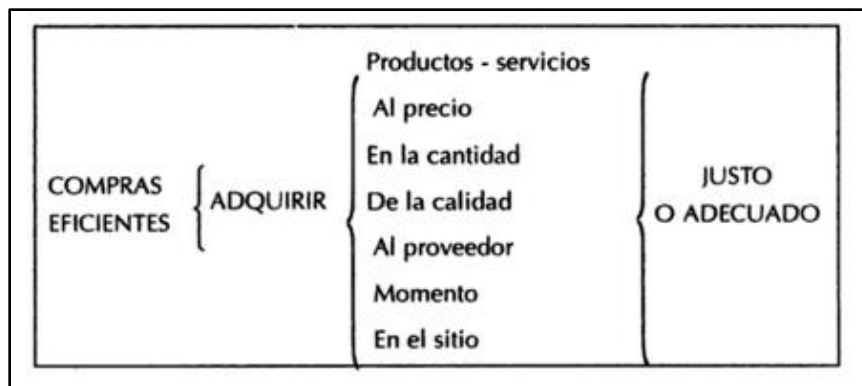 COMPRAS
EFICIENTES
ADQUIRIR
Productos - servicios
Al precio
En la cantidad
De la calidad
Al proveedor
Momento
En el sitio
JUSTO
O ADECUADO